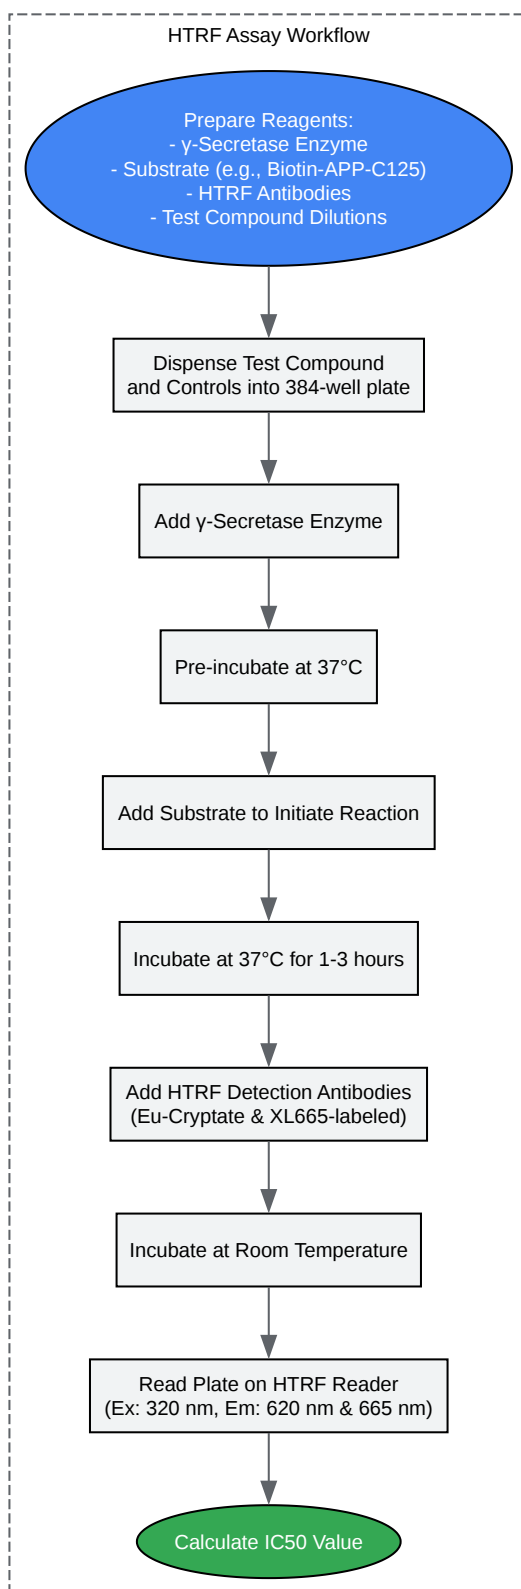 HTRF Assay Workflow
Prepare Reagents:
- γ-Secretase Enzyme
- Substrate (e.g., Biotin-APP-C125)
- HTRF Antibodies
- Test Compound Dilutions
Dispense Test Compound
and Controls into 384-well plate
Add γ-Secretase Enzyme
Pre-incubate at 37°C
Add Substrate to Initiate Reaction
Incubate at 37°C for 1-3 hours
Add HTRF Detection Antibodies
(Eu-Cryptate & XL665-labeled)
Incubate at Room Temperature
Read Plate on HTRF Reader
(Ex: 320 nm, Em: 620 nm & 665 nm)
Calculate IC50 Value